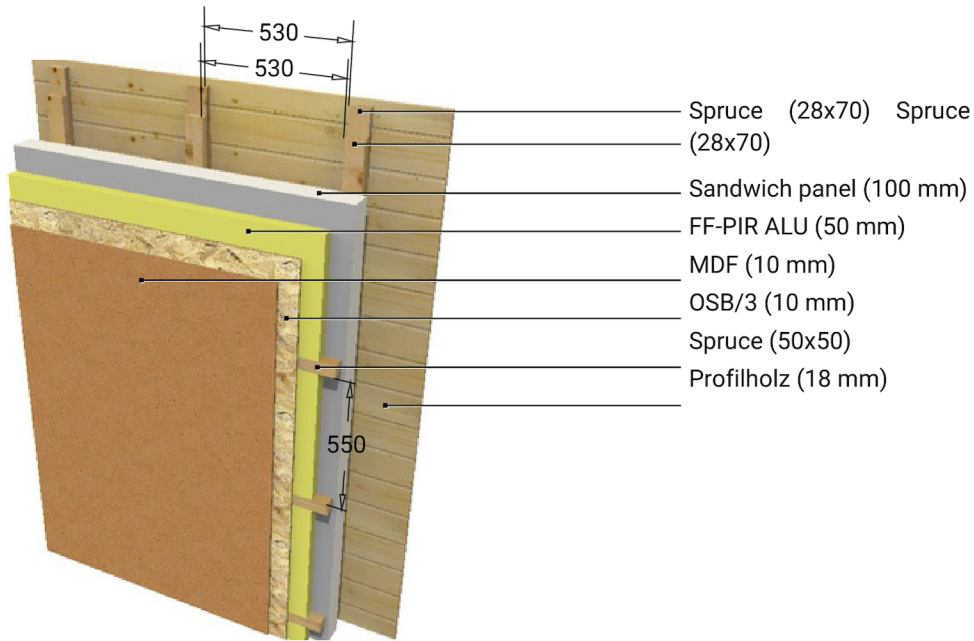 530
530
Spruce (28x70) Spruce
(28x70)
Sandwich panel (100 mm)
FF-PIR ALU (50 mm)
MDF (10 mm)
OSB/3 (10 mm)
Spruce (50x50)
Profilholz (18 mm)
550